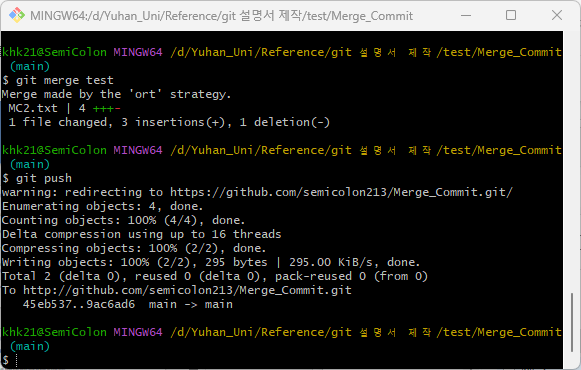 MINGW64:/d/Yuhan_Uni/Reference/git 설명서 제작/test/Merge_Commit
khk21@SemiColon MINGW64 /d/Yuhan_Uni/Reference/git 설명서 제작/test/Merge_Commit
(main)
$ git merge test
Merge made by the 'ort' strategy.
MC2.txt | 4 +++-
1 file changed, 3 insertions(+), 1 deletion(-)
khk21@SemiColon MINGW64 /d/Yuhan_Uni/Reference/git 설명서 제작/test/Merge_Commit
(main)
$ git push
warning: redirecting to https://github.com/semicolon213/Merge_Commit.git/
Enumerating objects: 4, done.
Counting objects: 100% (4/4), done.
Delta compression using up to 16 threads
Compressing objects: 100% (2/2), done.
Writing objects: 100% (2/2), 295 bytes | 295.00 KiB/s, done.
Total 2 (delta 0), reused 0 (delta 0), pack-reused 0 (from 0)
To http://github.com/semicolon213/Merge_Commit.git
45eb537..9ac6ad6  main -> main
khk21@SemiColon MINGW64 /d/Yuhan_Uni/Reference/git 설명서 제작/test/Merge_Commit
(main)
$